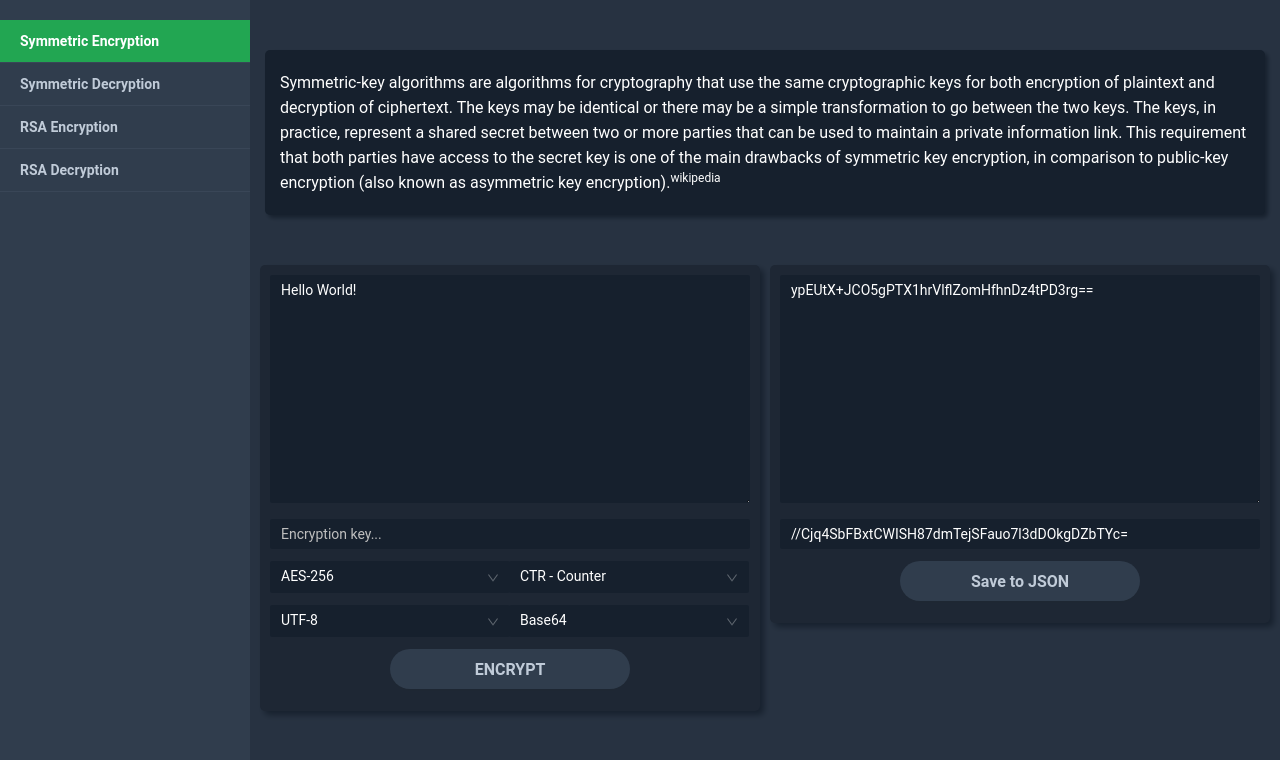 Symmetric Encryption
Symmetric Decryption
RSA Encryption
RSA Decryption
Symmetric-key algorithms are algorithms for cryptography that use the same cryptographic keys for both encryption of plaintext and
decryption of ciphertext. The keys may be identical or there may be a simple transformation to go between the two keys. The keys, in
practice, represent a shared secret between two or more parties that can be used to maintain a private information link. This requirement
that both parties have access to the secret key is one of the main drawbacks of symmetric key encryption, in comparison to public-key
encryption (also known as asymmetric key encryption).wikipedia
Hello World!
Encryption key...
AES-256
CTR - Counter
UTF-8
Base64
ENCRYPT
ypEUtX+JCO5gPTX1hrVlflZomHfhnDz4tPD3rg==
//Cjq4SbFBxtCWISH87dmTejSFauo7l3dDOkgDZbTYc=
Save to JSON